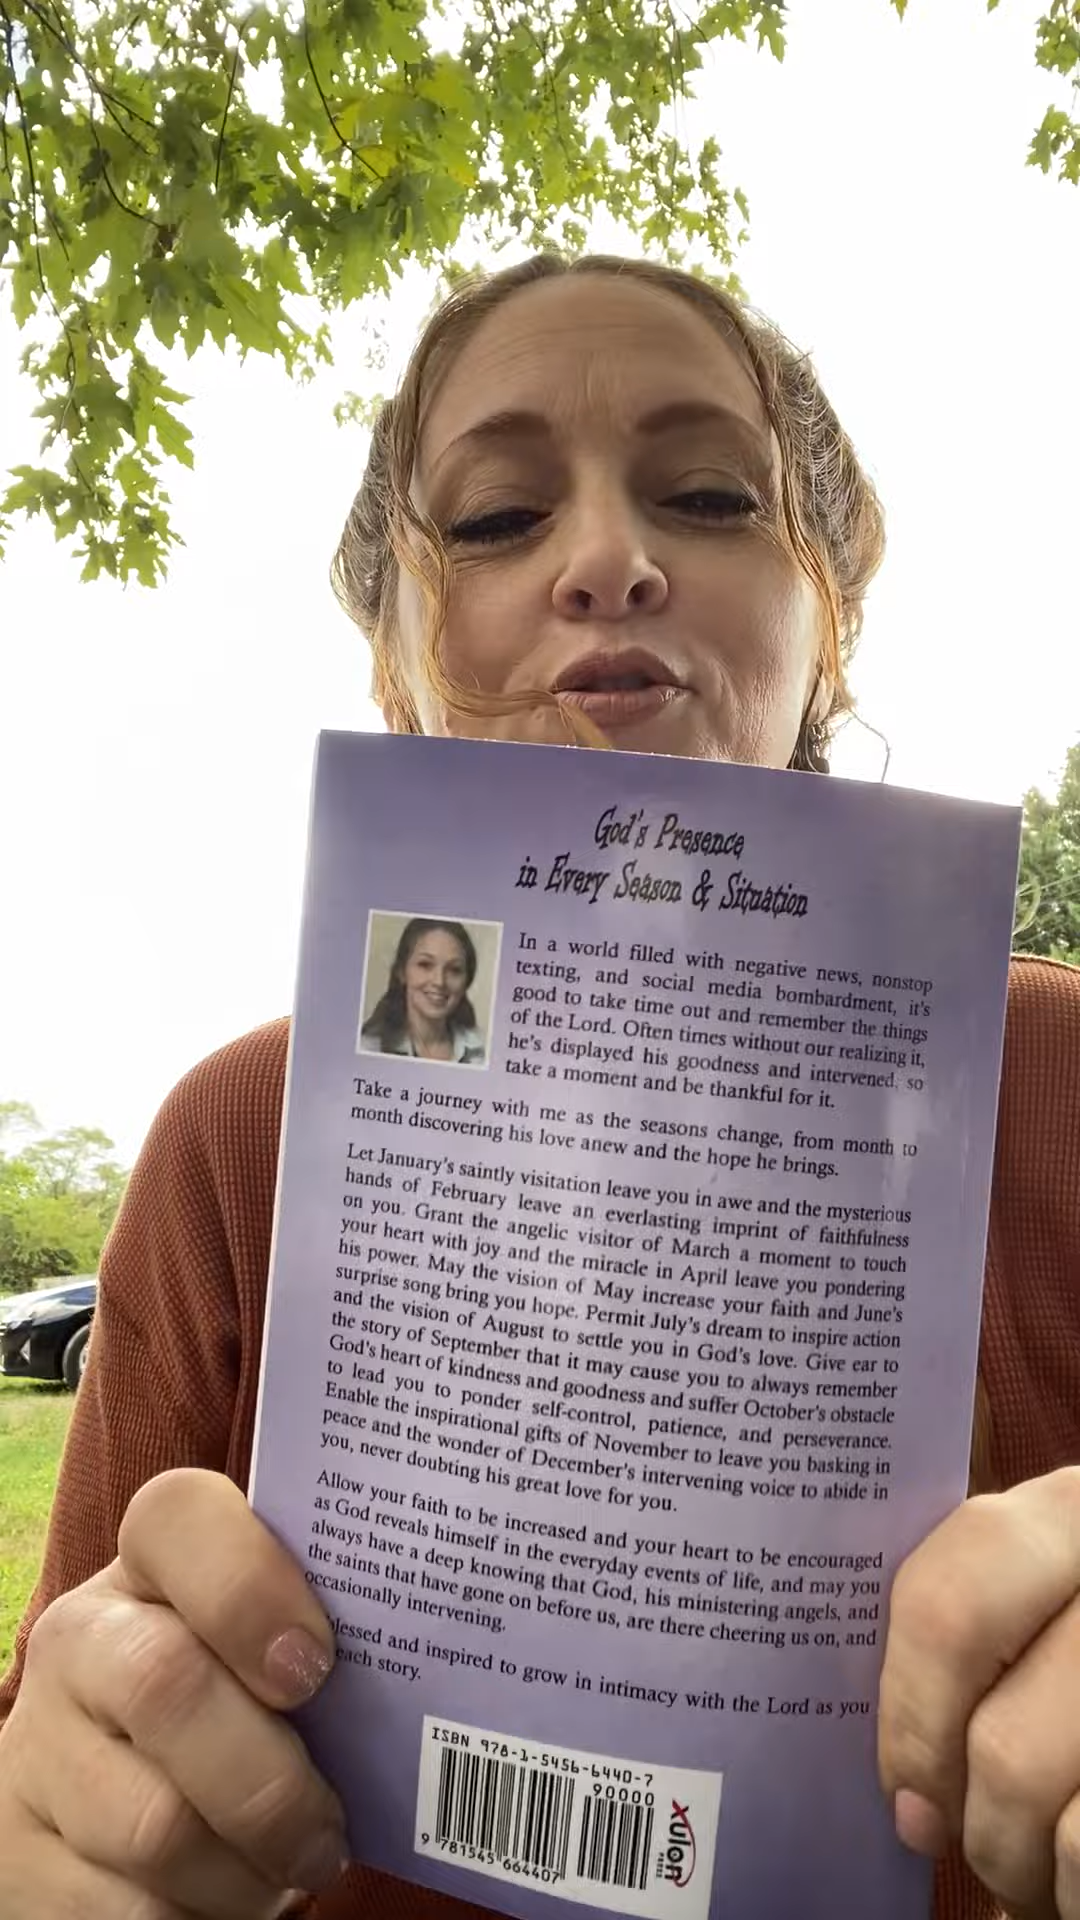 God's Presence
in Every Season & Situation
In a world filled with negative news, nonstop
texting, and social media bombardment, it's
good to take time out and remember the things
of the Lord. Often times without our realizing it,
he's displayed his goodness and intervened, so
take a moment and be thankful for it.
Take a journey with me as the seasons change, from month to
month discovering his love anew and the hope he brings.
Let January's saintly visitation leave you in awe and the mysterious
hands of February leave an everlasting imprint of faithfulness
on you. Grant the angelic visitor of March a moment to touch
your heart with joy and the miracle in April leave you pondering
his power. May the vision of May increase your faith and June's
surprise song bring you hope. Permit July's dream to inspire action
and the vision of August to settle you in God's love. Give ear to
the story of September that it may cause you to always remember
God's heart of kindness and goodness and suffer October's obstacle
to lead you to ponder self-control, patience, and perseverance.
Enable the inspirational gifts of November to leave you basking in
peace and the wonder of December's intervening voice to abide in
you, never doubting his great love for you.
Allow your faith to be increased and your heart to be encouraged
as God reveals himself in the everyday events of life, and may you
always have a deep knowing that God, his ministering angels, and
the saints that have gone on before us, are there cheering us on, and
occasionally intervening.
blessed and inspired to grow in intimacy with the Lord as you
each story.
ISBN 978-1-5456-6440-7
90000
9 781545 664407
xulon
PRESS